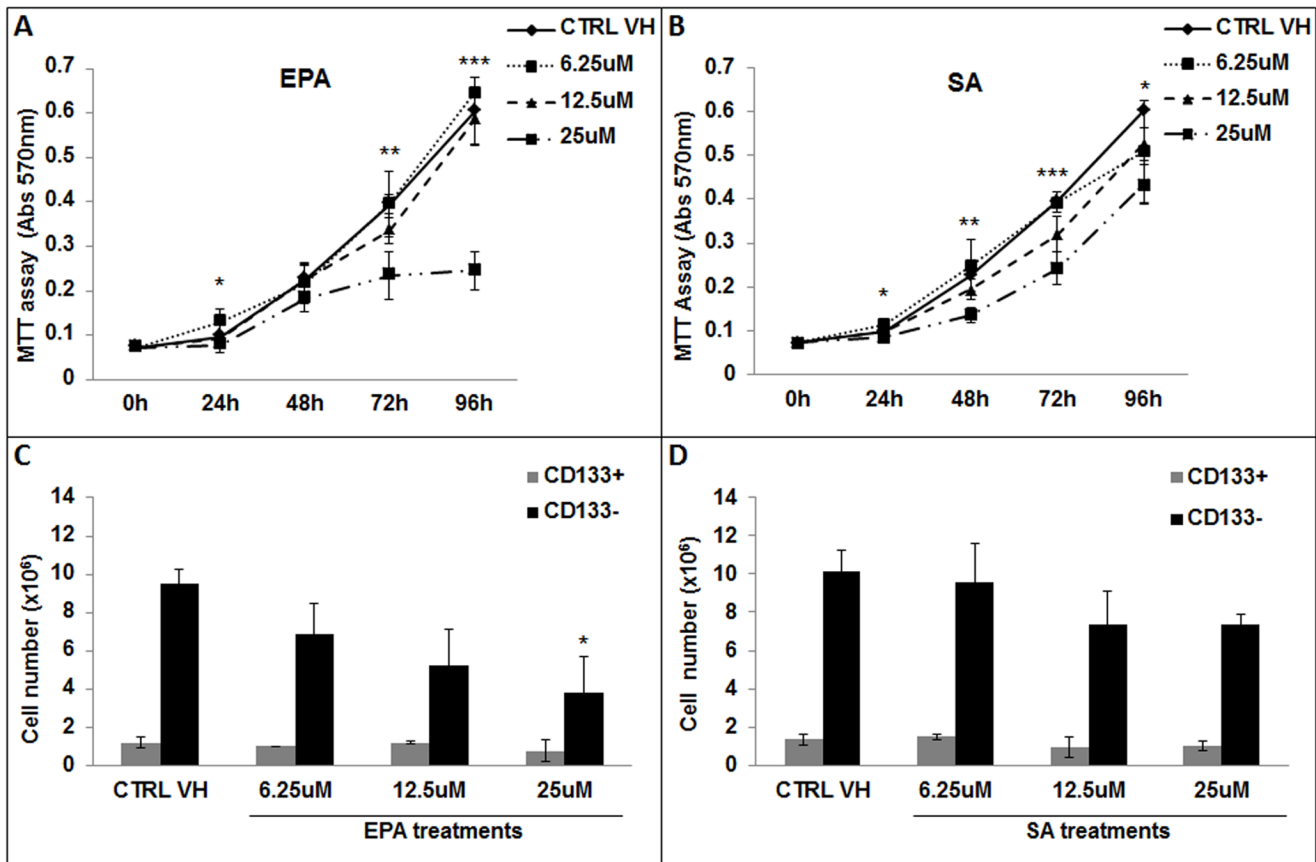 A
EPA
CTRL VH
6.25uM
12.5uM
25uM
MTT assay (Abs 570nm)
0.7
0.6
0.5
0.4
0.3
0.2
0.1
0
*
**
***
0h 24h 48h 72h 96h
B
SA
CTRL VH
6.25uM
12.5uM
25uM
MTT Assay (Abs 570nm)
0.7
0.6
0.5
0.4
0.3
0.2
0.1
0
*
**
***
*
0h 24h 48h 72h 96h
C
CD133+
CD133-
Cell number (x10⁶)
14
12
10
8
6
4
2
0
*
CTRL VH 6.25uM 12.5uM 25uM
EPA treatments
D
CD133+
CD133-
Cell number (x10⁶)
14
12
10
8
6
4
2
0
CTRL VH 6.25uM 12.5uM 25uM
SA treatments